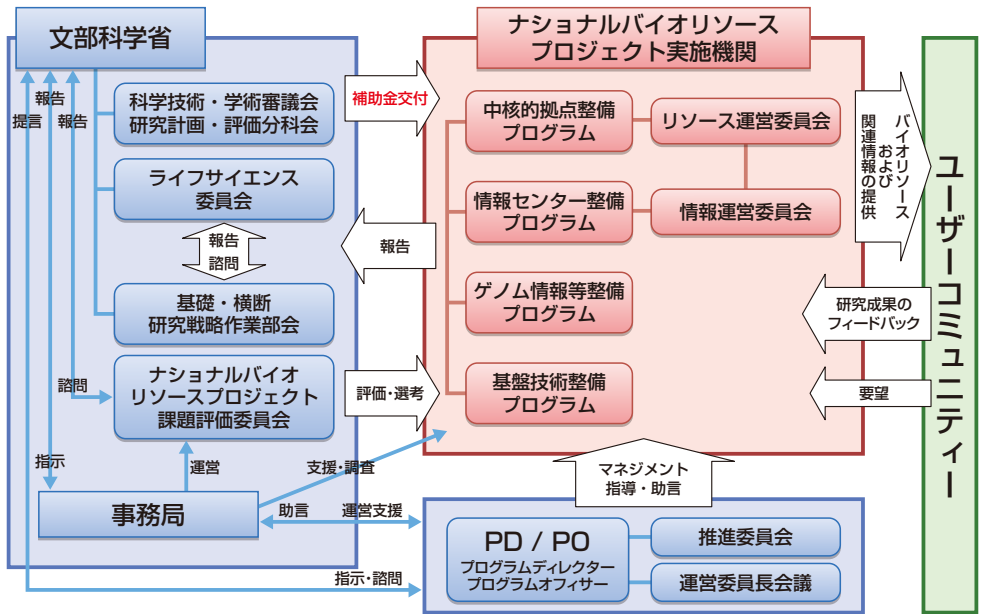 文部科学省
報告
提言
報告
科学技術・学術審議会
研究計画・評価分科会
ライフサイエンス
委員会
報告
諮問
基礎・横断
研究戦略作業部会
ナショナルバイオ
リソースプロジェクト
課題評価委員会
諮問
指示
運営
事務局
支援・調査
助言
運営支援
指示・諮問
補助金交付
報告
評価・選考
ナショナルバイオリソース
プロジェクト実施機関
中核的拠点整備
プログラム
リソース運営委員会
情報センター整備
プログラム
情報運営委員会
ゲノム情報等整備
プログラム
基盤技術整備
プログラム
マネジメント
指導・助言
PD / PO
プログラムディレクター
プログラムオフィサー
推進委員会
運営委員長会議
バイオリソース
および
関連情報の提供
研究成果の
フィードバック
要望
ユーザーコミュニティー